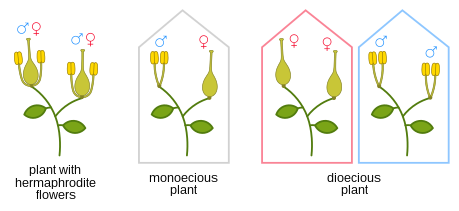 plant with
hermaphrodite
flowers
monoecious
plant
dioecious
plant